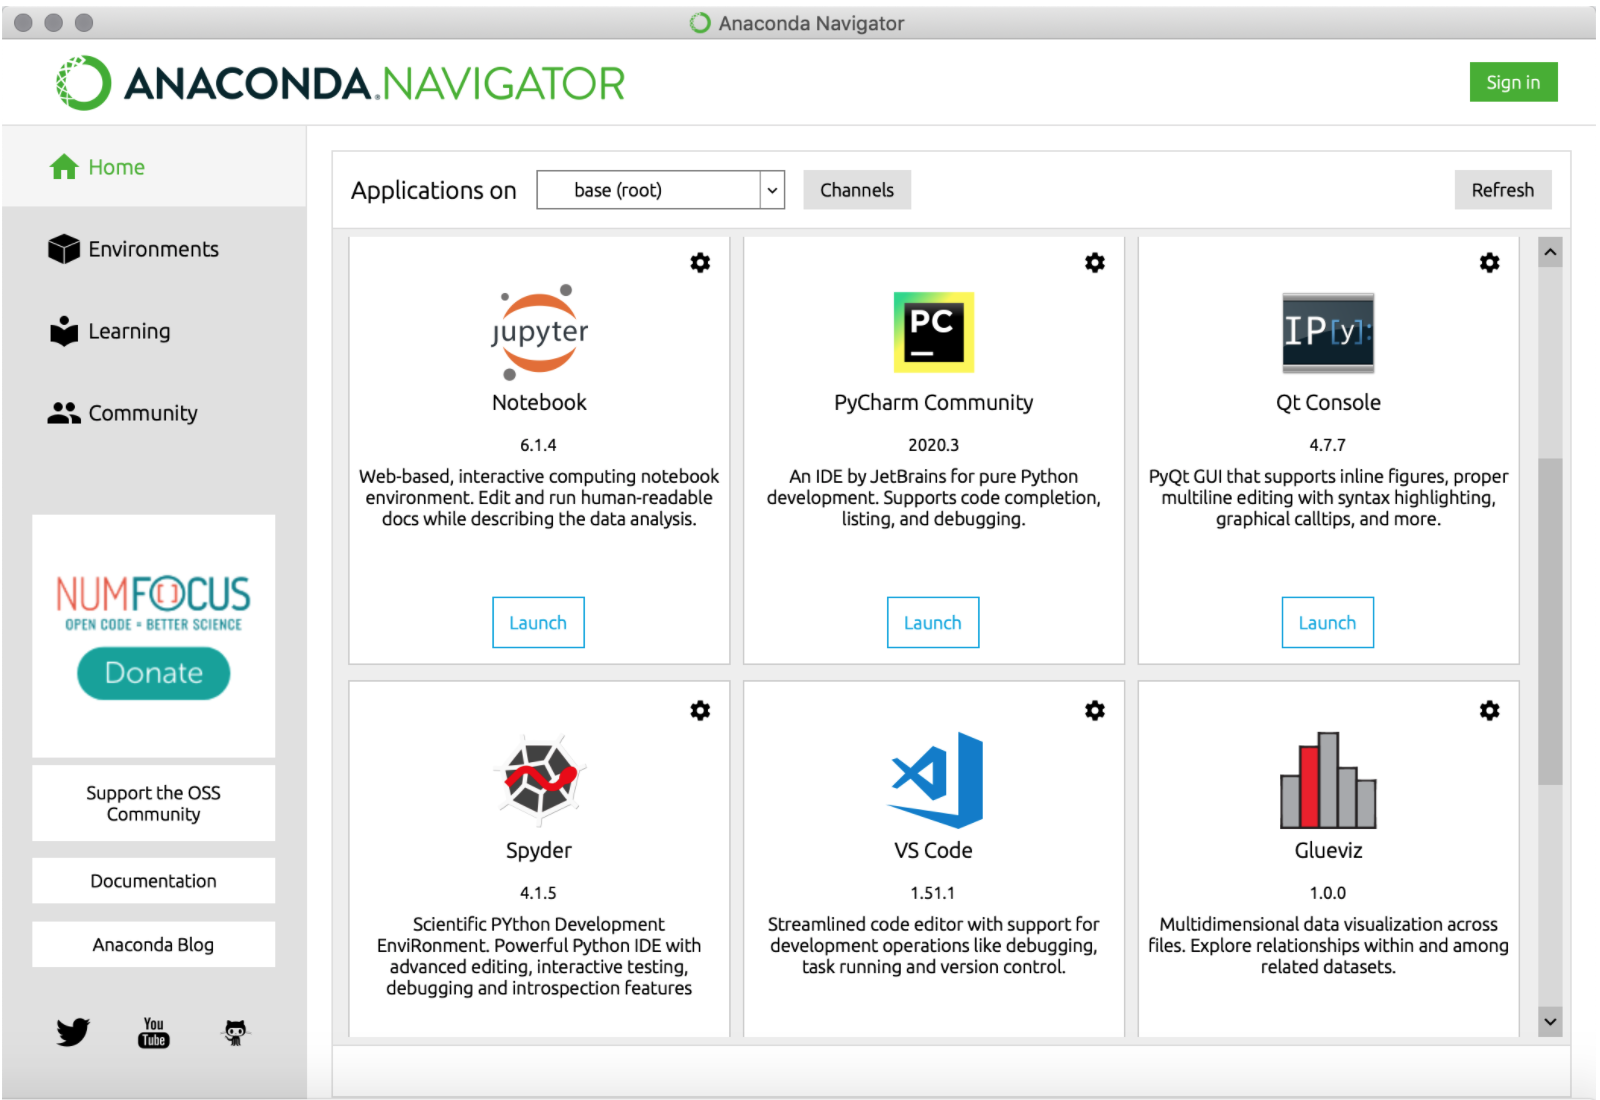 Anaconda Navigator
ANACONDA.NAVIGATOR
Sign in
Home
Environments
Learning
Community
NUMFOCUS
OPEN CODE = BETTER SCIENCE
Donate
Support the OSS
Community
Documentation
Anaconda Blog
You
Tube
Applications on
base (root)
Channels
Refresh
jupyter
Notebook
6.1.4
Web-based, interactive computing notebook
environment. Edit and run human-readable
docs while describing the data analysis.
Launch
PC
PyCharm Community
2020.3
An IDE by JetBrains for pure Python
development. Supports code completion,
listing, and debugging.
Launch
IP[y]:
Qt Console
4.7.7
PyQt GUI that supports inline figures, proper
multiline editing with syntax highlighting,
graphical calltips, and more.
Launch
Spyder
4.1.5
Scientific PYthon Development
EnviRonment. Powerful Python IDE with
advanced editing, interactive testing,
debugging and introspection features
VS Code
1.51.1
Streamlined code editor with support for
development operations like debugging,
task running and version control.
Glueviz
1.0.0
Multidimensional data visualization across
files. Explore relationships within and among
related datasets.